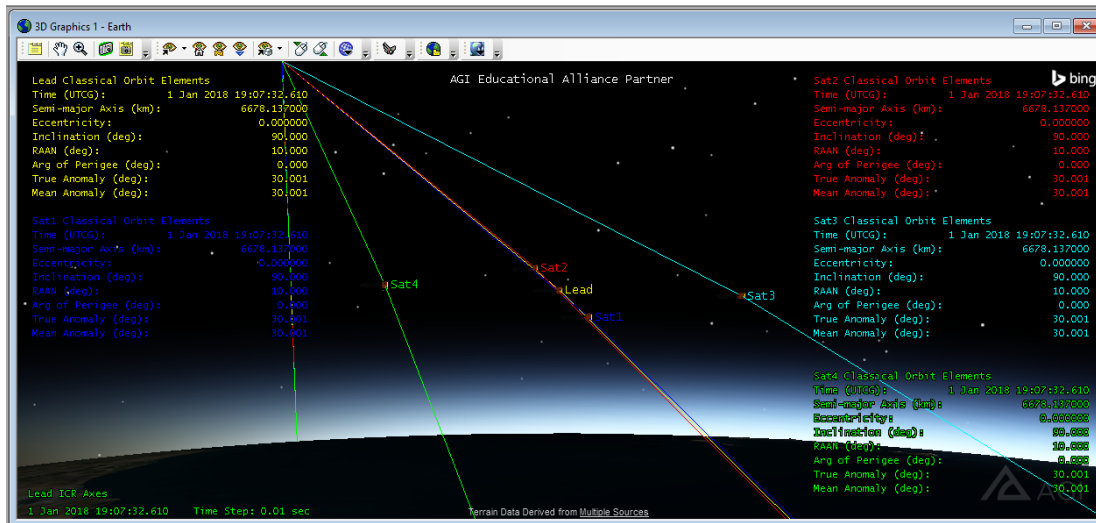 3D Graphics 1 - Earth
Lead Classical Orbit Elements
Time (UTCG): 1 Jan 2018 19:07:32.610
Semi-major Axis (km): 6678.137000
Eccentricity: 0.000000
Inclination (deg): 90.000
RAAN (deg): 10.000
Arg of Perigee (deg): 0.000
True Anomaly (deg): 30.001
Mean Anomaly (deg): 30.001
Sat1 Classical Orbit Elements
Time (UTCG): 1 Jan 2018 19:07:32.610
Semi-major Axis (km): 6678.137000
Eccentricity: 0.000000
Inclination (deg): 90.000
RAAN (deg): 10.000
Arg of Perigee (deg): 0.000
True Anomaly (deg): 30.001
Mean Anomaly (deg): 30.001
AGI Educational Alliance Partner
bing
Sat2 Classical Orbit Elements
Time (UTCG): 1 Jan 2018 19:07:32.610
Semi-major Axis (km): 6678.137000
Eccentricity: 0.000000
Inclination (deg): 90.000
RAAN (deg): 10.000
Arg of Perigee (deg): 0.000
True Anomaly (deg): 30.001
Mean Anomaly (deg): 30.001
Sat3 Classical Orbit Elements
Time (UTCG): 1 Jan 2018 19:07:32.610
Semi-major Axis (km): 6678.137000
Eccentricity: 0.000000
Inclination (deg): 90.000
RAAN (deg): 10.000
Arg of Perigee (deg): 0.000
True Anomaly (deg): 30.001
Mean Anomaly (deg): 30.001
Sat4 Classical Orbit Elements
Time (UTCG): 1 Jan 2018 19:07:32.610
Semi-major Axis (km): 6678.137000
Eccentricity: 0.000000
Inclination (deg): 90.000
RAAN (deg): 10.000
Arg of Perigee (deg): 0.000
True Anomaly (deg): 30.001
Mean Anomaly (deg): 30.001
Sat2
Sat4
Lead
Sat3
Sat1
AGI
Lead ICR Axes
1 Jan 2018 19:07:32.610 Time Step: 0.01 sec
Terrain Data Derived from Multiple Sources